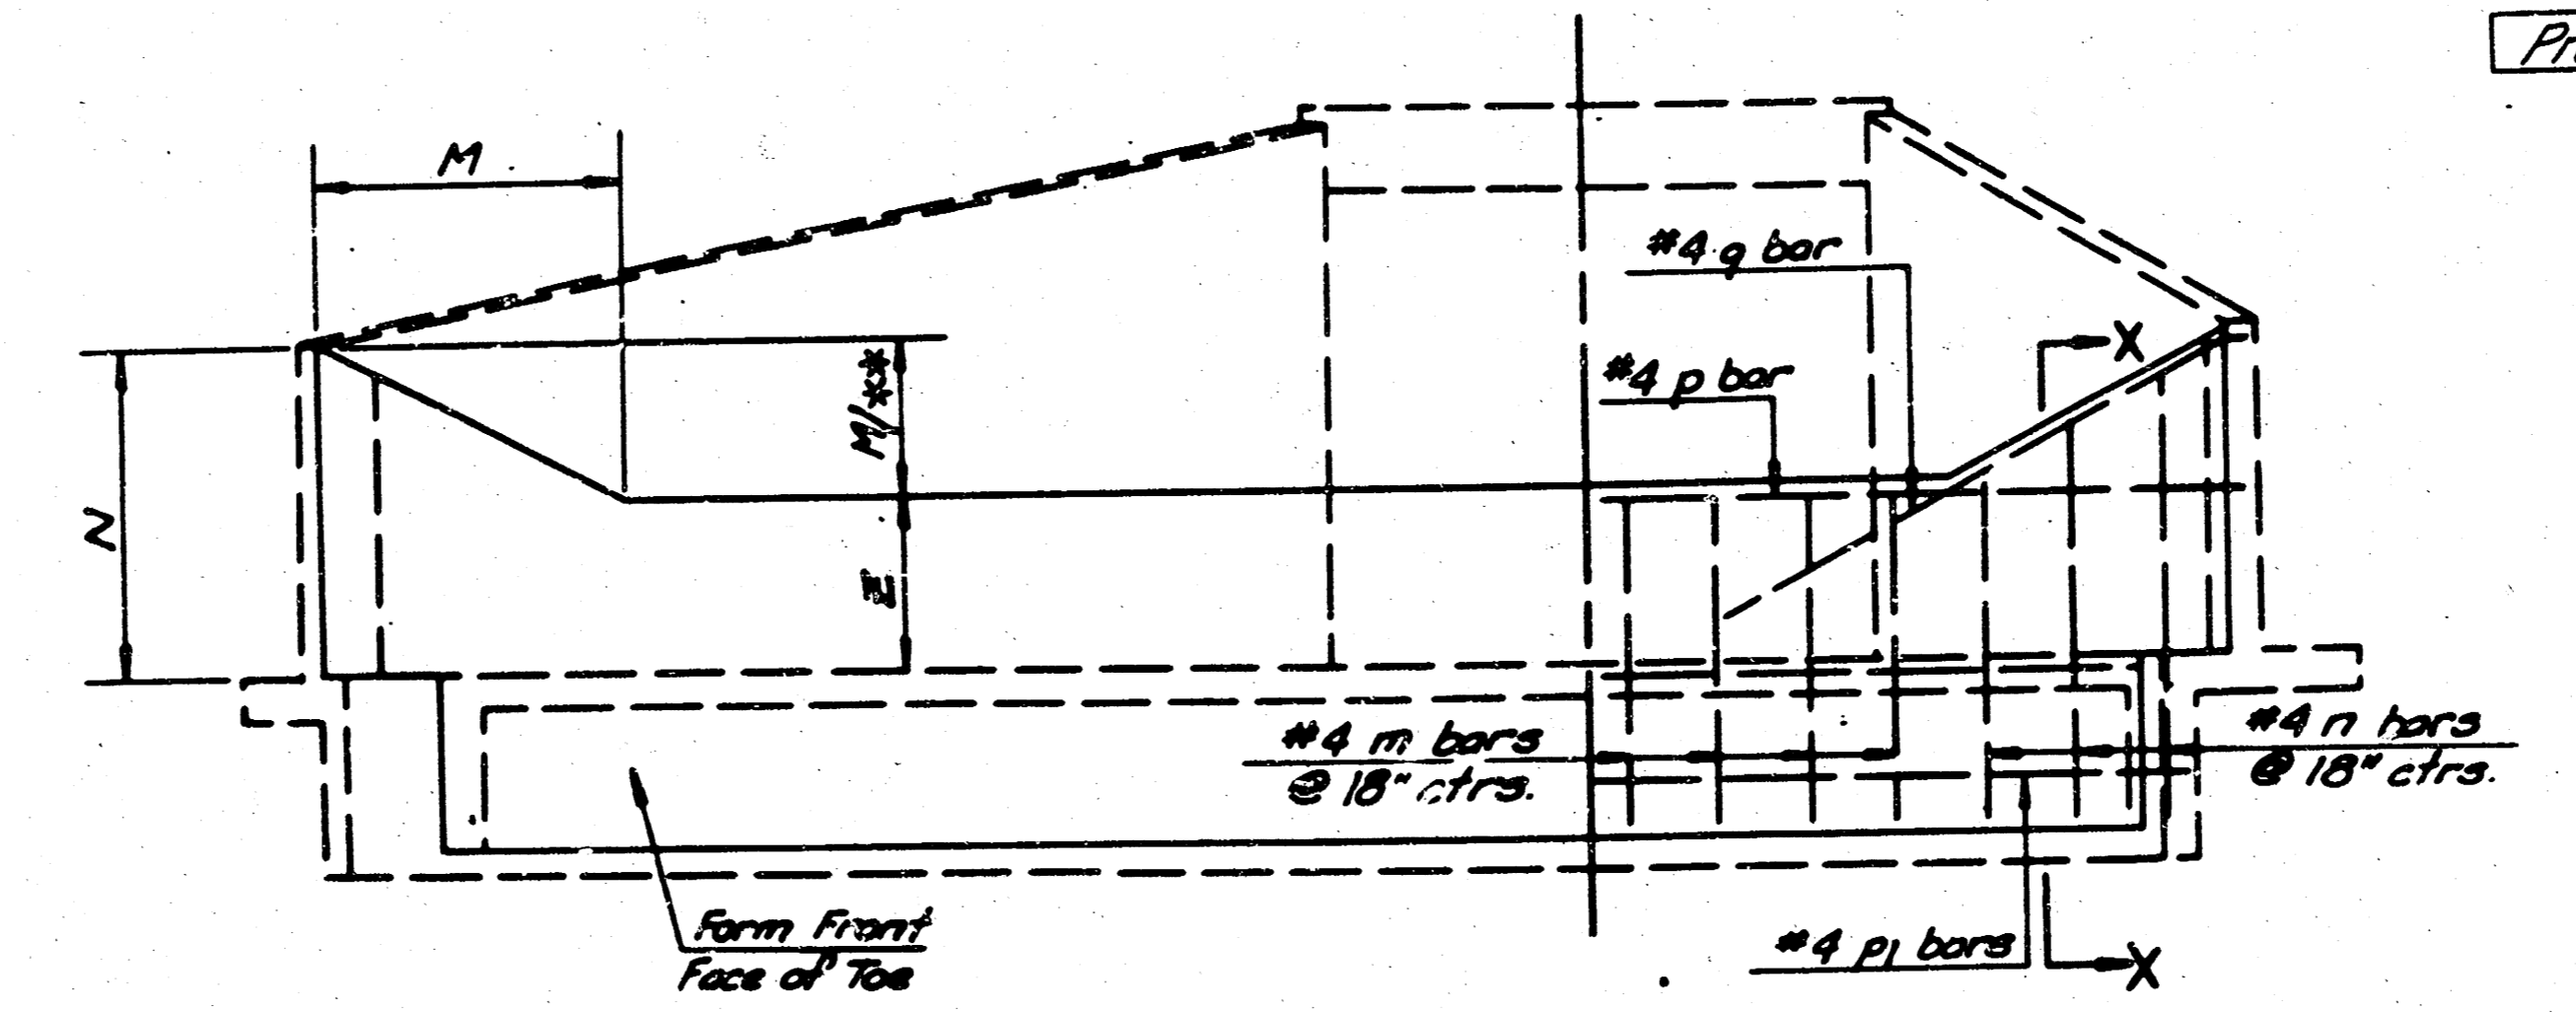 M
#4 q bar
X
#4 p bar
M/**
N
Z
#4 m bars
@ 18" ctrs.
#4 n bars
@ 18" ctrs.
Form Front
Face of Toe
#4 p1 bars
X